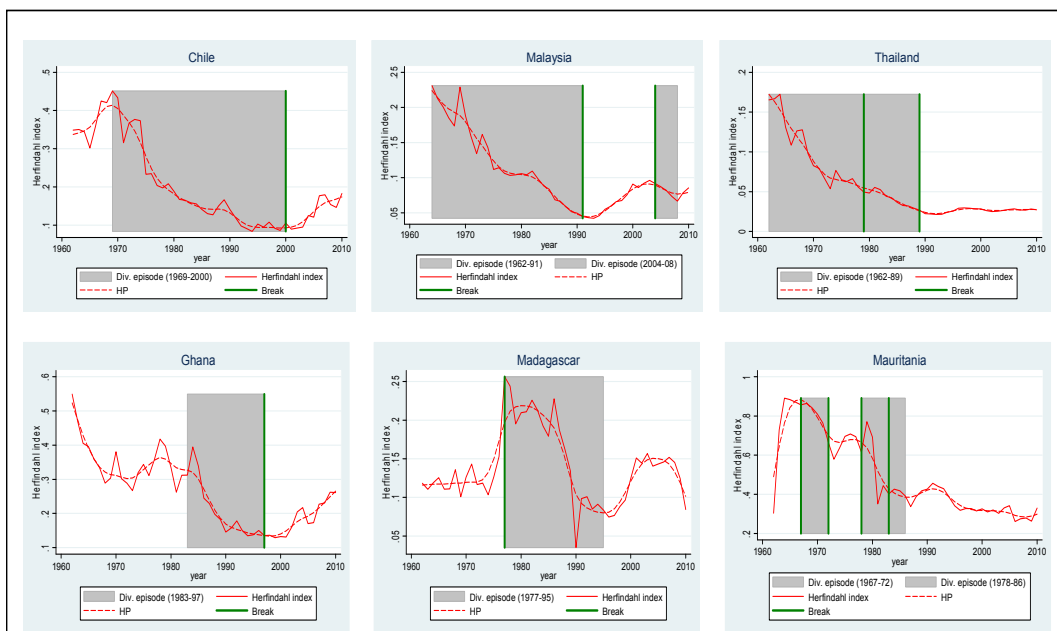 Chile
Herfindahl index
.1 .2 .3 .4 .5
1960 1970 1980 1990 2000 2010
year
Div. episode (1969-2000) Herfindahl index
HP Break
Malaysia
Herfindahl index
.05 .1 .15 .2 .25
1960 1970 1980 1990 2000 2010
year
Div. episode (1962-91) Div. episode (2004-08)
Herfindahl index HP
Break
Thailand
Herfindahl index
0 .05 .1 .15 .2
1960 1970 1980 1990 2000 2010
year
Div. episode (1962-89) Herfindahl index
HP Break
Ghana
Herfindahl index
.1 .2 .3 .4 .5 .6
1960 1970 1980 1990 2000 2010
year
Div. episode (1983-97) Herfindahl index
HP Break
Madagascar
Herfindahl index
.05 .1 .15 .2 .25
1960 1970 1980 1990 2000 2010
year
Div. episode (1977-95) Herfindahl index
HP Break
Mauritania
Herfindahl index
.2 .4 .6 .8 1
1960 1970 1980 1990 2000 2010
year
Div. episode (1967-72) Div. episode (1978-86)
Herfindahl index HP
Break